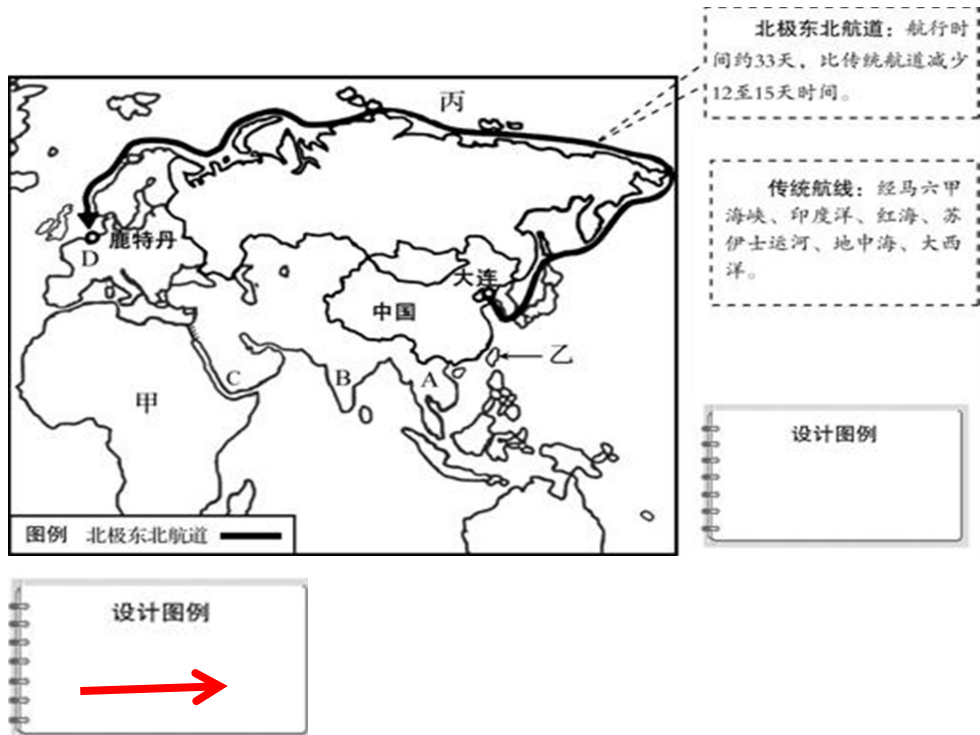 北极东北航道：航行时
间约33天，比传统航道减少
12至15天时间。
丙
传统航线：经马六甲
海峡、印度洋、红海、苏
伊士运河、地中海、大西
洋。
鹿特丹
D
大连
中国
乙
C
B
A
甲
设计图例
图例 北极东北航道
设计图例